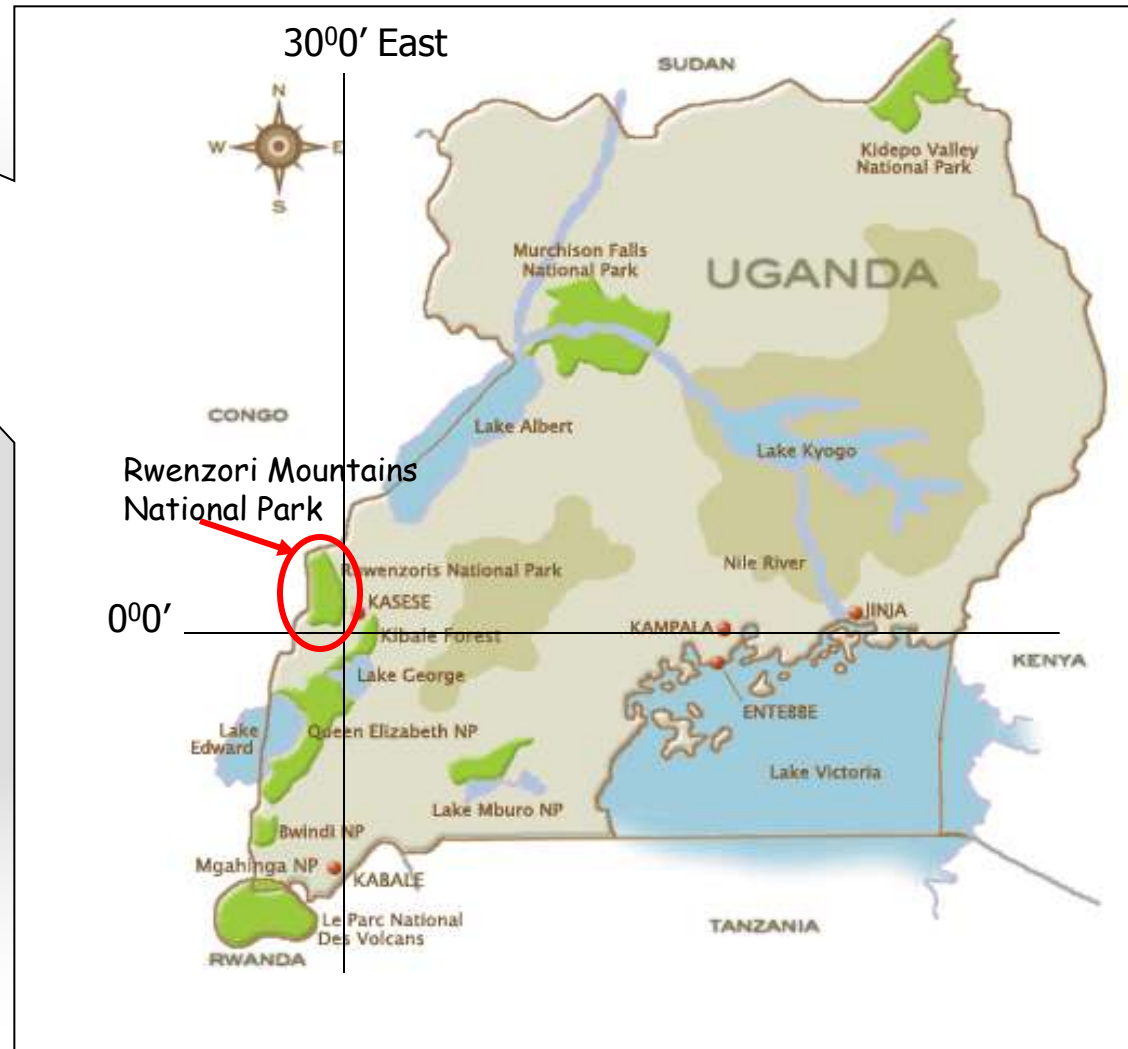 30⁰0’ East
SUDAN
N
W
E
S
Kidepo Valley
National Park
Murchison Falls
National Park
UGANDA
CONGO
Lake Albert
Lake Kyogo
Rwenzori Mountains
National Park
Nile River
Rwenzoris National Park
KASESE
JINJA
0⁰0’
KAMPALA
Kibale Forest
KENYA
Lake George
ENTEBBE
Lake
Edward
Queen Elizabeth NP
Lake Victoria
Lake Mburo NP
Bwindi NP
Mgahinga NP
KABALE
Le Parc National
Des Volcans
TANZANIA
RWANDA